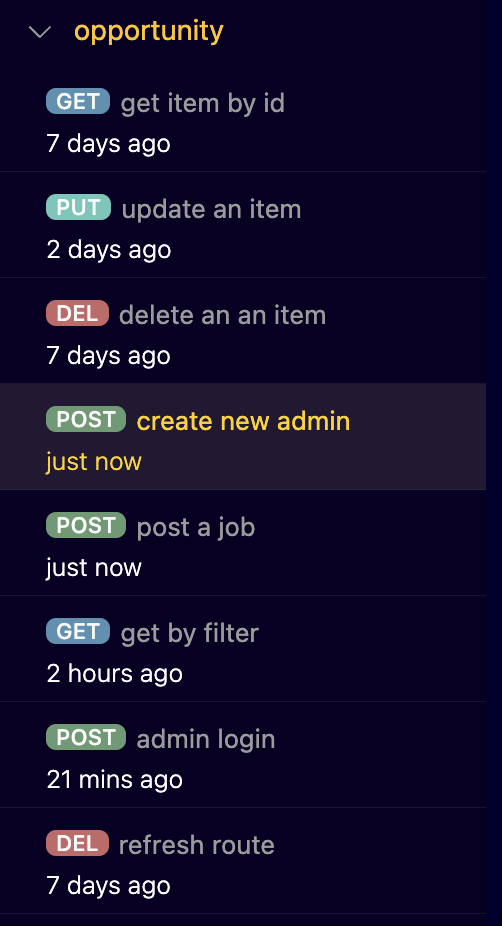 opportunity
GET get item by id
7 days ago
PUT update an item
2 days ago
DEL delete an an item
7 days ago
POST create new admin
just now
POST post a job
just now
GET get by filter
2 hours ago
POST admin login
21 mins ago
DEL refresh route
7 days ago